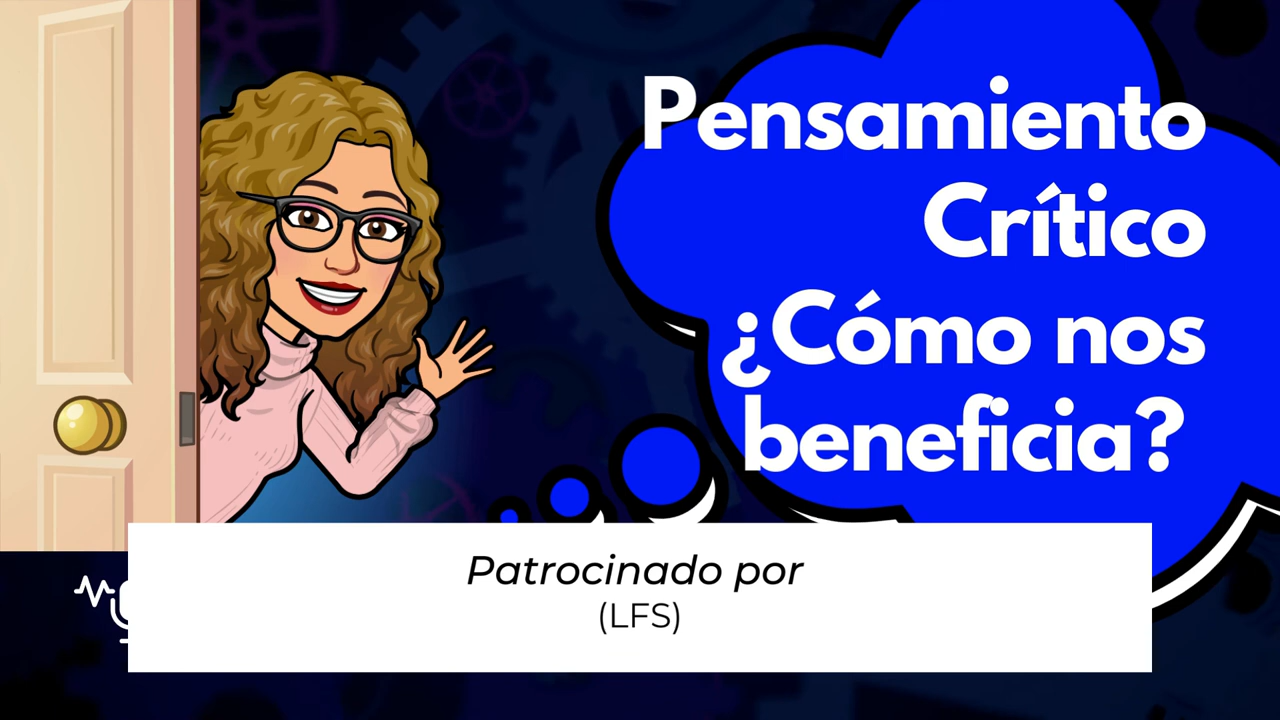 Pensamiento
Crítico
¿Cómo nos
beneficia?
Patrocinado por
(LFS)